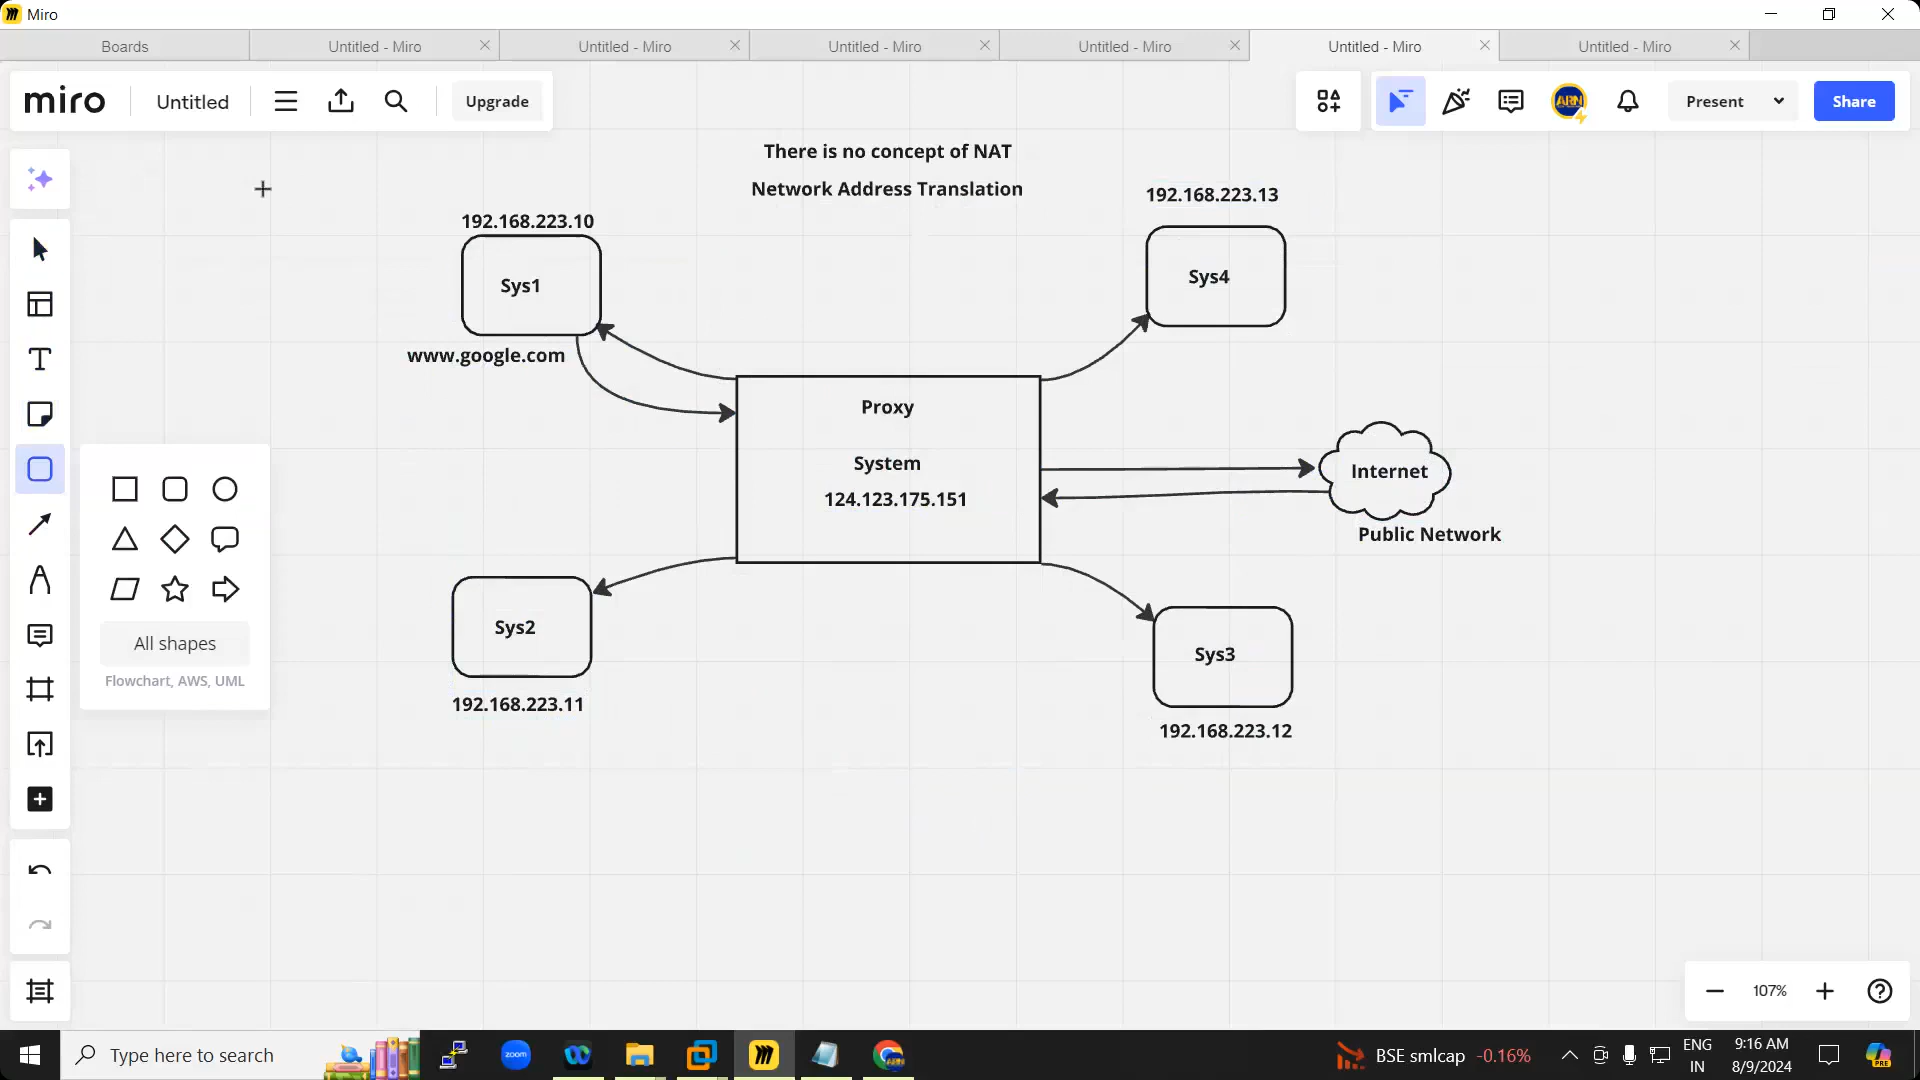 Miro
Boards
Untitled - Miro
Untitled - Miro
Untitled - Miro
Untitled - Miro
Untitled - Miro
Untitled - Miro
miro
Untitled
Upgrade
ARN
Present
Share
There is no concept of NAT
Network Address Translation
192.168.223.10
Sys1
www.google.com
192.168.223.13
Sys4
Proxy
System
124.123.175.151
Internet
Public Network
Sys2
192.168.223.11
Sys3
192.168.223.12
All shapes
Flowchart, AWS, UML
107%
Type here to search
zoom
BSE smlcap -0.16%
ENG
IN
9:16 AM
8/9/2024
PRE